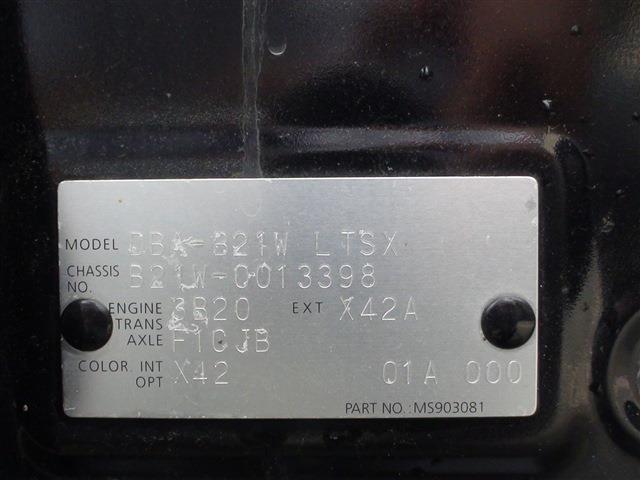 MODEL DBA-B21W LTSX
CHASSIS NO. B21W-0013398
ENGINE 3B20 EXT X42A
TRANS AXLE F1CJB
COLOR. INT OPT X42 01A 000
PART NO.:MS903081